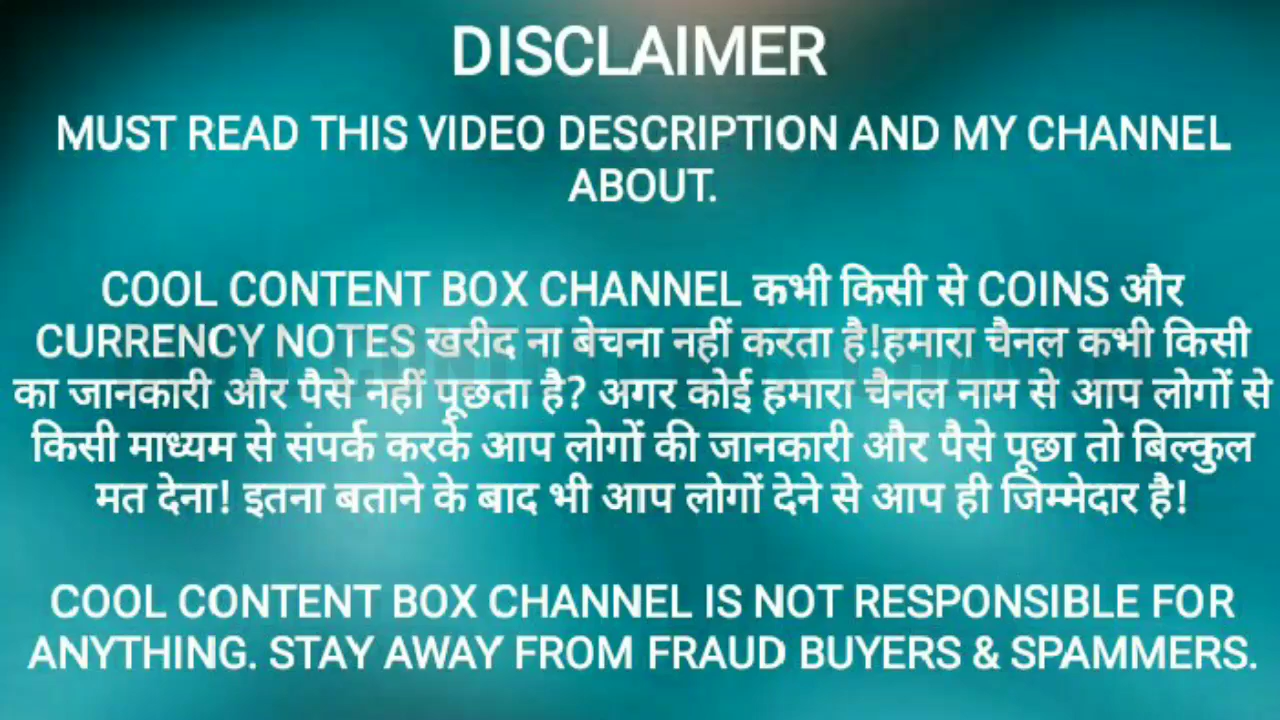 DISCLAIMER
MUST READ THIS VIDEO DESCRIPTION AND MY CHANNEL
ABOUT.
COOL CONTENT BOX CHANNEL कभी किसी से COINS और
CURRENCY NOTES खरीद ना बेचना नहीं करता है!हमारा चैनल कभी किसी
का जानकारी और पैसे नहीं पूछता है? अगर कोई हमारा चैनल नाम से आप लोगों से
किसी माध्यम से संपर्क करके आप लोगों की जानकारी और पैसे पूछा तो बिल्कुल
मत देना! इतना बताने के बाद भी आप लोगों देने से आप ही जिम्मेदार है!
COOL CONTENT BOX CHANNEL IS NOT RESPONSIBLE FOR
ANYTHING. STAY AWAY FROM FRAUD BUYERS & SPAMMERS.